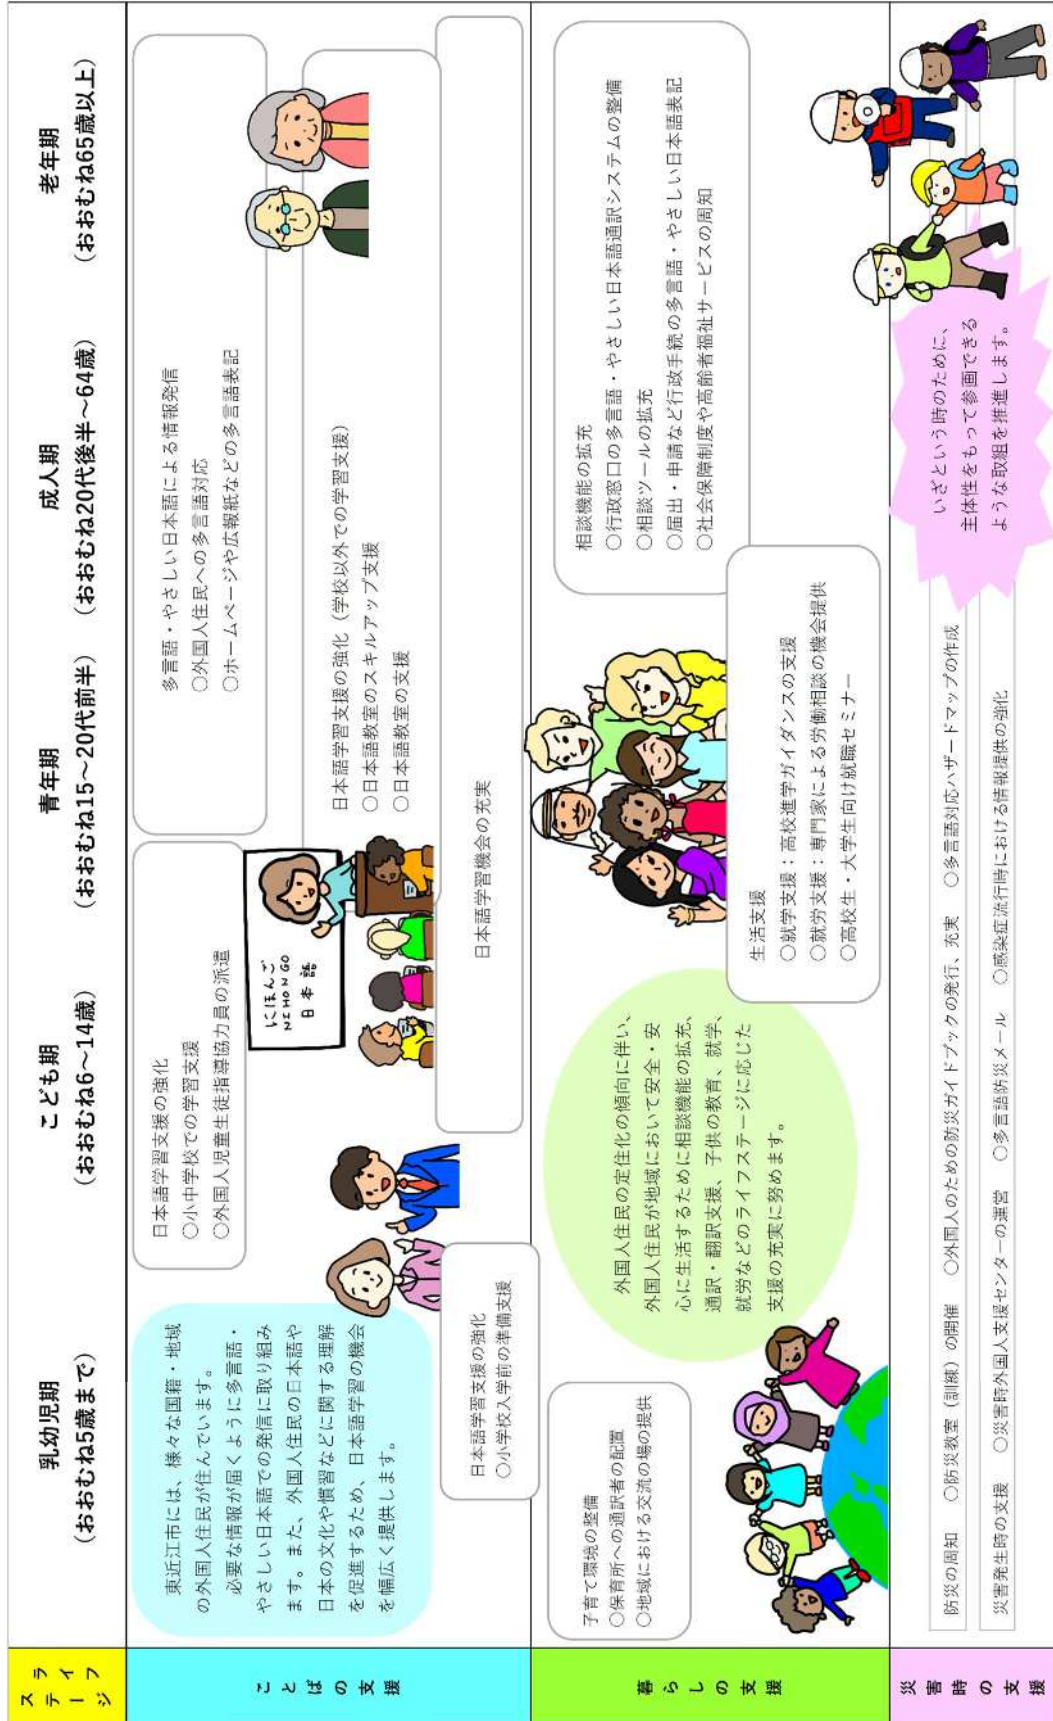 ライフ
ステージ
乳幼児期
（おおむね5歳まで）
こども期
（おおむね6～14歳）
青年期
（おおむね15～20代前半）
成人期
（おおむね20代後半～64歳）
老年期
（おおむね65歳以上）
ことばの支援
東近江市には、様々な国籍・地域
の外国人住民が住んでいます。
必要な情報が届くように多言語・
やさしい日本語での発信に取り組み
ます。また、外国人住民の日本語や
日本の文化や慣習などに関する理解
を促進するため、日本語学習の機会
を幅広く提供します。
日本語学習支援の強化
○小学校入学前の準備支援
日本語学習支援の強化
○小中学校での学習支援
○外国人児童生徒指導協力員の派遣
にほんご
NIHONGO
日本語
多言語・やさしい日本語による情報発信
○外国人住民への多言語対応
○ホームページや広報紙などの多言語表記
日本語学習支援の強化（学校以外での学習支援）
○日本語教室のスキルアップ支援
○日本語教室の支援
日本語学習機会の充実
暮らしの支援
子育て環境の整備
○保育所への通訳者の配置
○地域における交流の場の提供
外国人住民の定住化の傾向に伴い、
外国人住民が地域において安全・安
心に生活するために相談機能の拡充、
通訳・翻訳支援、子供の教育、就学、
就労などのライフステージに応じた
支援の充実に努めます。
生活支援
○就学支援：高校進学ガイダンスの支援
○就労支援：専門家による労働相談の機会提供
○高校生・大学生向け就職セミナー
相談機能の拡充
○行政窓口の多言語・やさしい日本語通訳システムの整備
○相談ツールの拡充
○届出・申請など行政手続の多言語・やさしい日本語表記
○社会保障制度や高齢者福祉サービスの周知
災害時の支援
防災の周知　○防災教室（訓練）の開催　○外国人のための防災ガイドブックの発行、充実　○多言語対応ハザードマップの作成
災害発生時の支援　○災害時外国人支援センターの運営　○多言語防災メール　○感染症流行時における情報提供の強化
いざという時のために、
主体性をもって参画できる
ような取組を推進します。